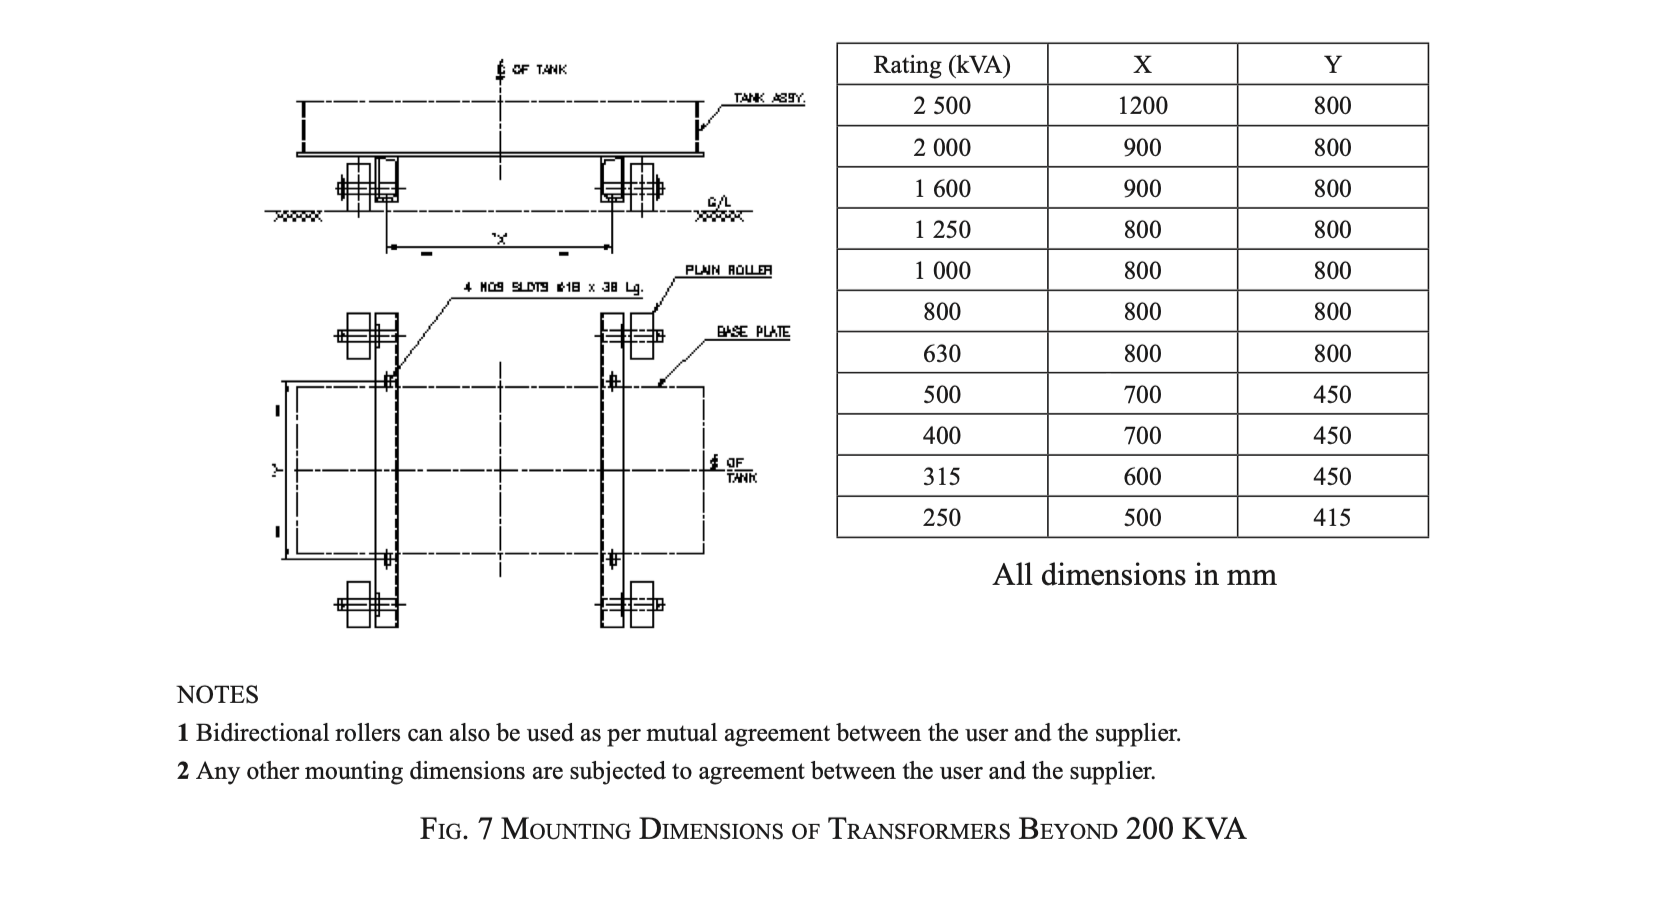 ℄ OF TANK
TANK ASSY.
G/L
'X'
PLAIN ROLLER
4 NOS SLOTS ø18 x 38 Lg.
BASE PLATE
℄ OF
TANK
Rating (kVA) X Y
2 500 1200 800
2 000 900 800
1 600 900 800
1 250 800 800
1 000 800 800
800 800 800
630 800 800
500 700 450
400 700 450
315 600 450
250 500 415
All dimensions in mm
NOTES
1 Bidirectional rollers can also be used as per mutual agreement between the user and the supplier.
2 Any other mounting dimensions are subjected to agreement between the user and the supplier.
FIG. 7 MOUNTING DIMENSIONS OF TRANSFORMERS BEYOND 200 KVA